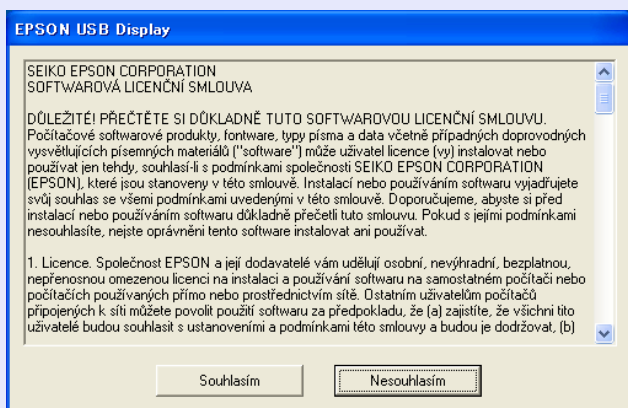 EPSON USB Display
SEIKO EPSON CORPORATION
SOFTWAROVÁ LICENČNÍ SMLOUVA
DŮLEŽITÉ! PŘEČTĚTE SI DŮKLADNĚ TUTO SOFTWAROVOU LICENČNÍ SMLOUVU.
Počítačové softwarové produkty, fontware, typy písma a data včetně případných doprovodných
vysvětlujících písemných materiálů ("software") může uživatel licence (vy) instalovat nebo
používat jen tehdy, souhlasí-li s podmínkami společnosti SEIKO EPSON CORPORATION
(EPSON), které jsou stanoveny v této smlouvě. Instalací nebo používáním softwaru vyjadřujete
svůj souhlas se všemi podmínkami uvedenými v této smlouvě. Doporučujeme, abyste si před
instalací nebo používáním softwaru důkladně přečetli tuto smlouvu. Pokud s jejími podmínkami
nesouhlasíte, nejste oprávněni tento software instalovat ani používat.
1. Licence. Společnost EPSON a její dodavatelé vám udělují osobní, nevýhradní, bezplatnou,
nepřenosnou omezenou licenci na instalaci a používání softwaru na samostatném počítači nebo
počítačích používaných přímo nebo prostřednictvím sítě. Ostatním uživatelům počítačů
připojených k síti můžete povolit použití softwaru za předpokladu, že (a) zajistíte, že všichni tito
uživatelé budou souhlasit s ustanoveními a podmínkami této smlouvy a budou je dodržovat, (b)
Souhlasím
Nesouhlasím